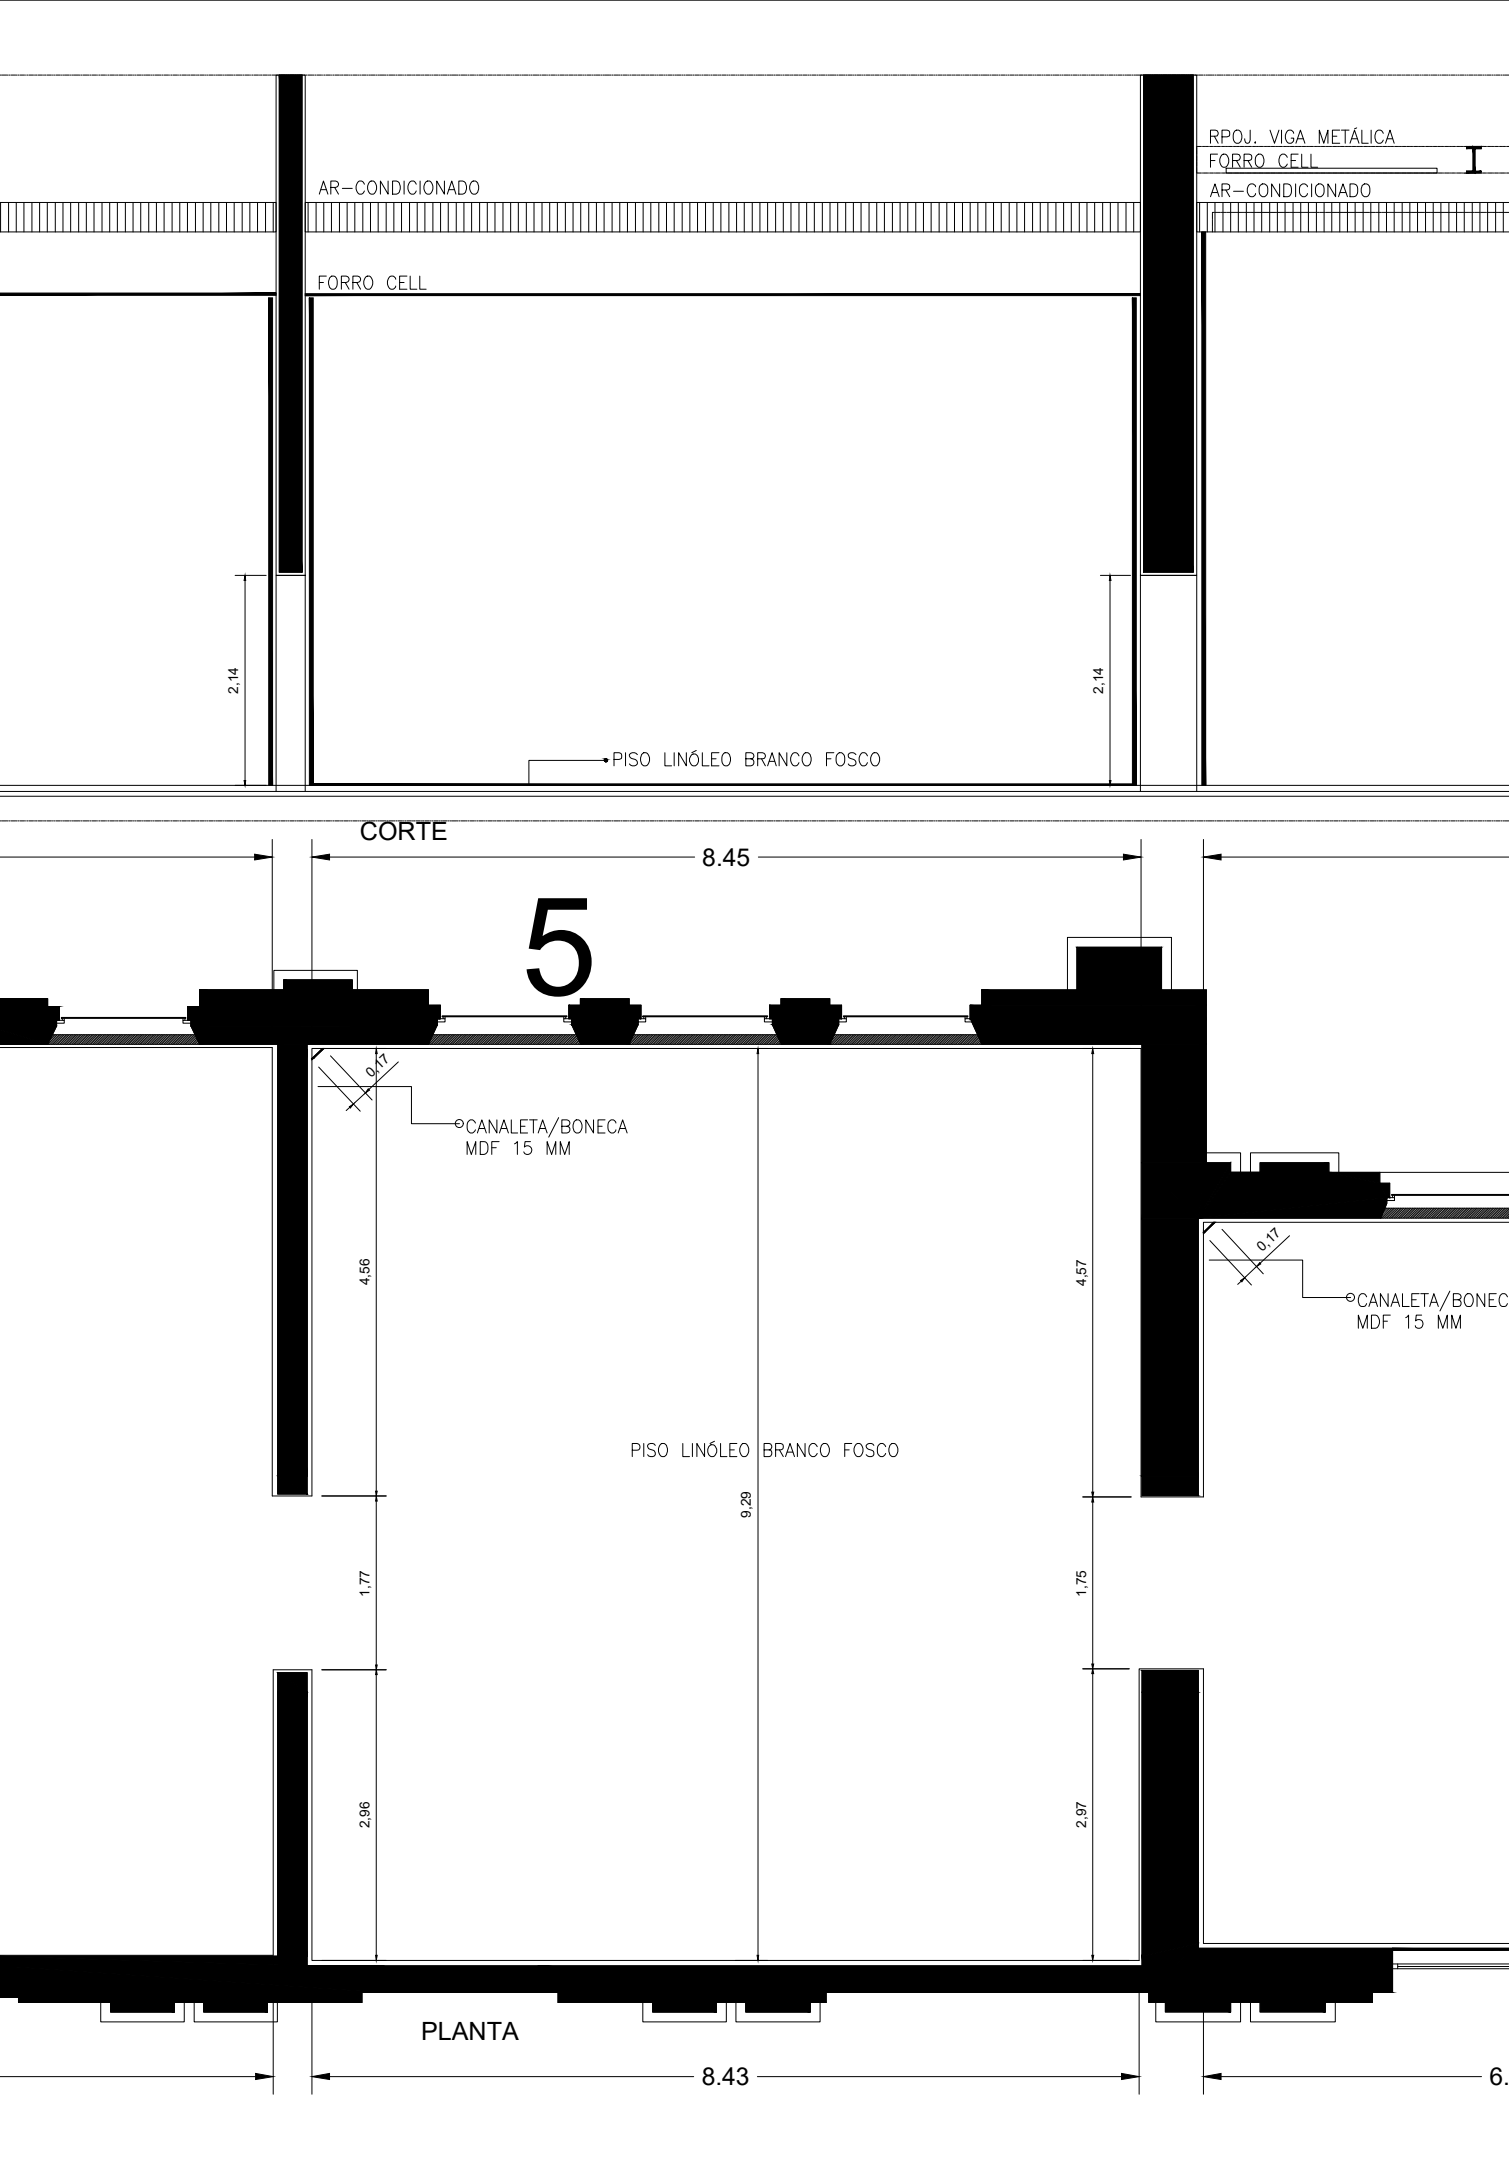 RPOJ. VIGA METÁLICA
FORRO CELL
AR-CONDICIONADO
AR-CONDICIONADO
FORRO CELL
2,14
2,14
PISO LINÓLEO BRANCO FOSCO
CORTE
8.45
5
0,17
CANALETA/BONECA
MDF 15 MM
4,56
4,57
0,17
CANALETA/BONEC
MDF 15 MM
PISO LINÓLEO BRANCO FOSCO
9,29
1,77
1,75
2,96
2,97
PLANTA
8.43
6.